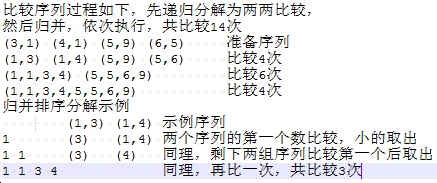 比较序列过程如下，先递归分解为两两比较，
然后归并，依次执行，共比较14次
(3,1) (4,1) (5,9) (6,5) 准备序列
(1,3) (1,4) (5,9) (5,6) 比较4次
(1,1,3,4) (5,5,6,9) 比较6次
(1,1,3,4,5,5,6,9) 比较4次
归并排序分解示例
(1,3) (1,4) 示例序列
1 (3) (1,4) 两个序列的第一个数比较，小的取出
1 1 (3) (4) 同理，剩下两组序列比较第一个后取出
1 1 3 4 同理，再比一次，共比较3次